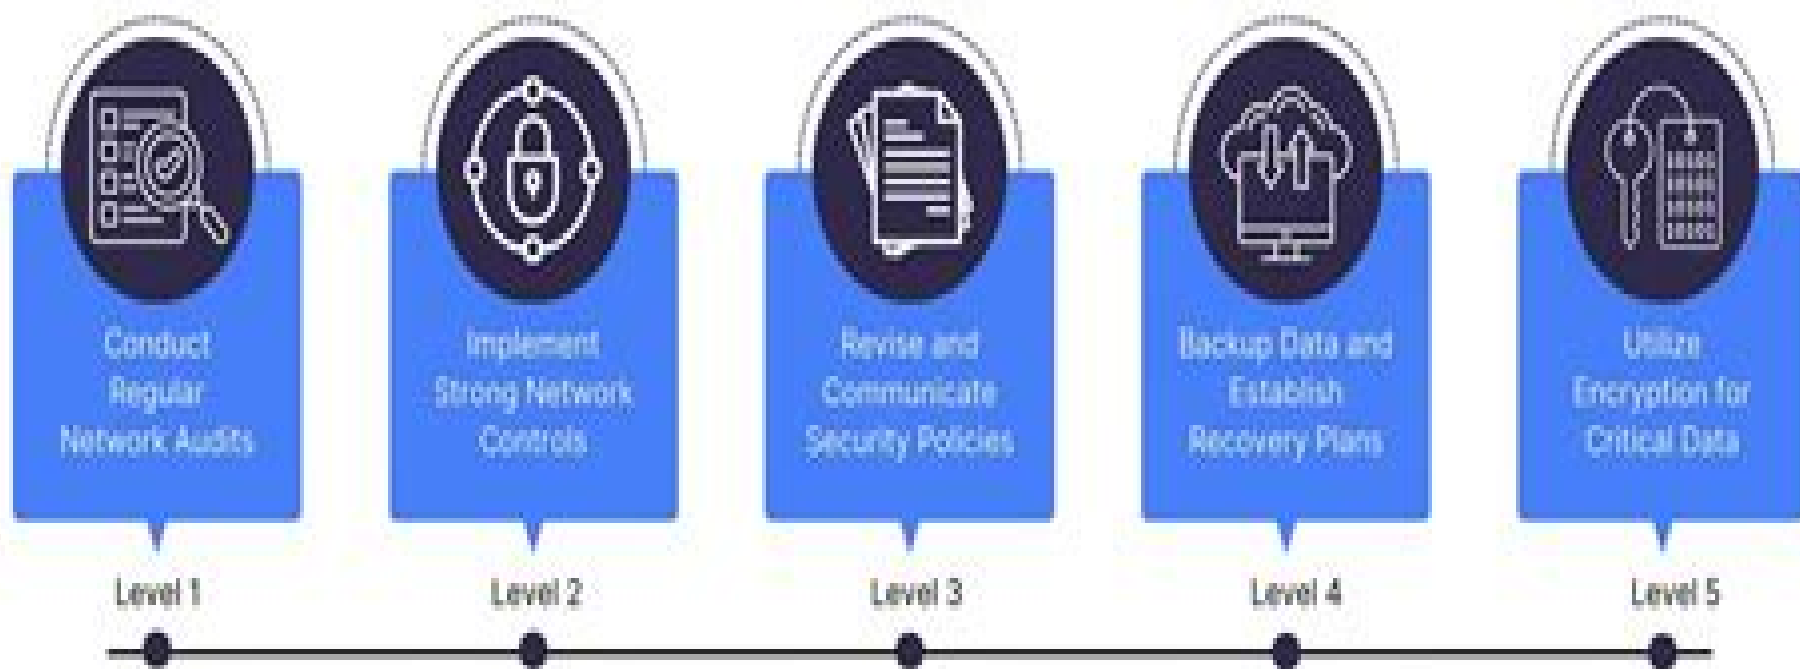 Conduct
Regular
Network Audits
Implement
Strong Network
Controls
Revise and
Communicate
Security Policies
Backup Data and
Establish
Recovery Plans
Utilize
Encryption for
Critical Data
Level 1
Level 2
Level 3
Level 4
Level 5